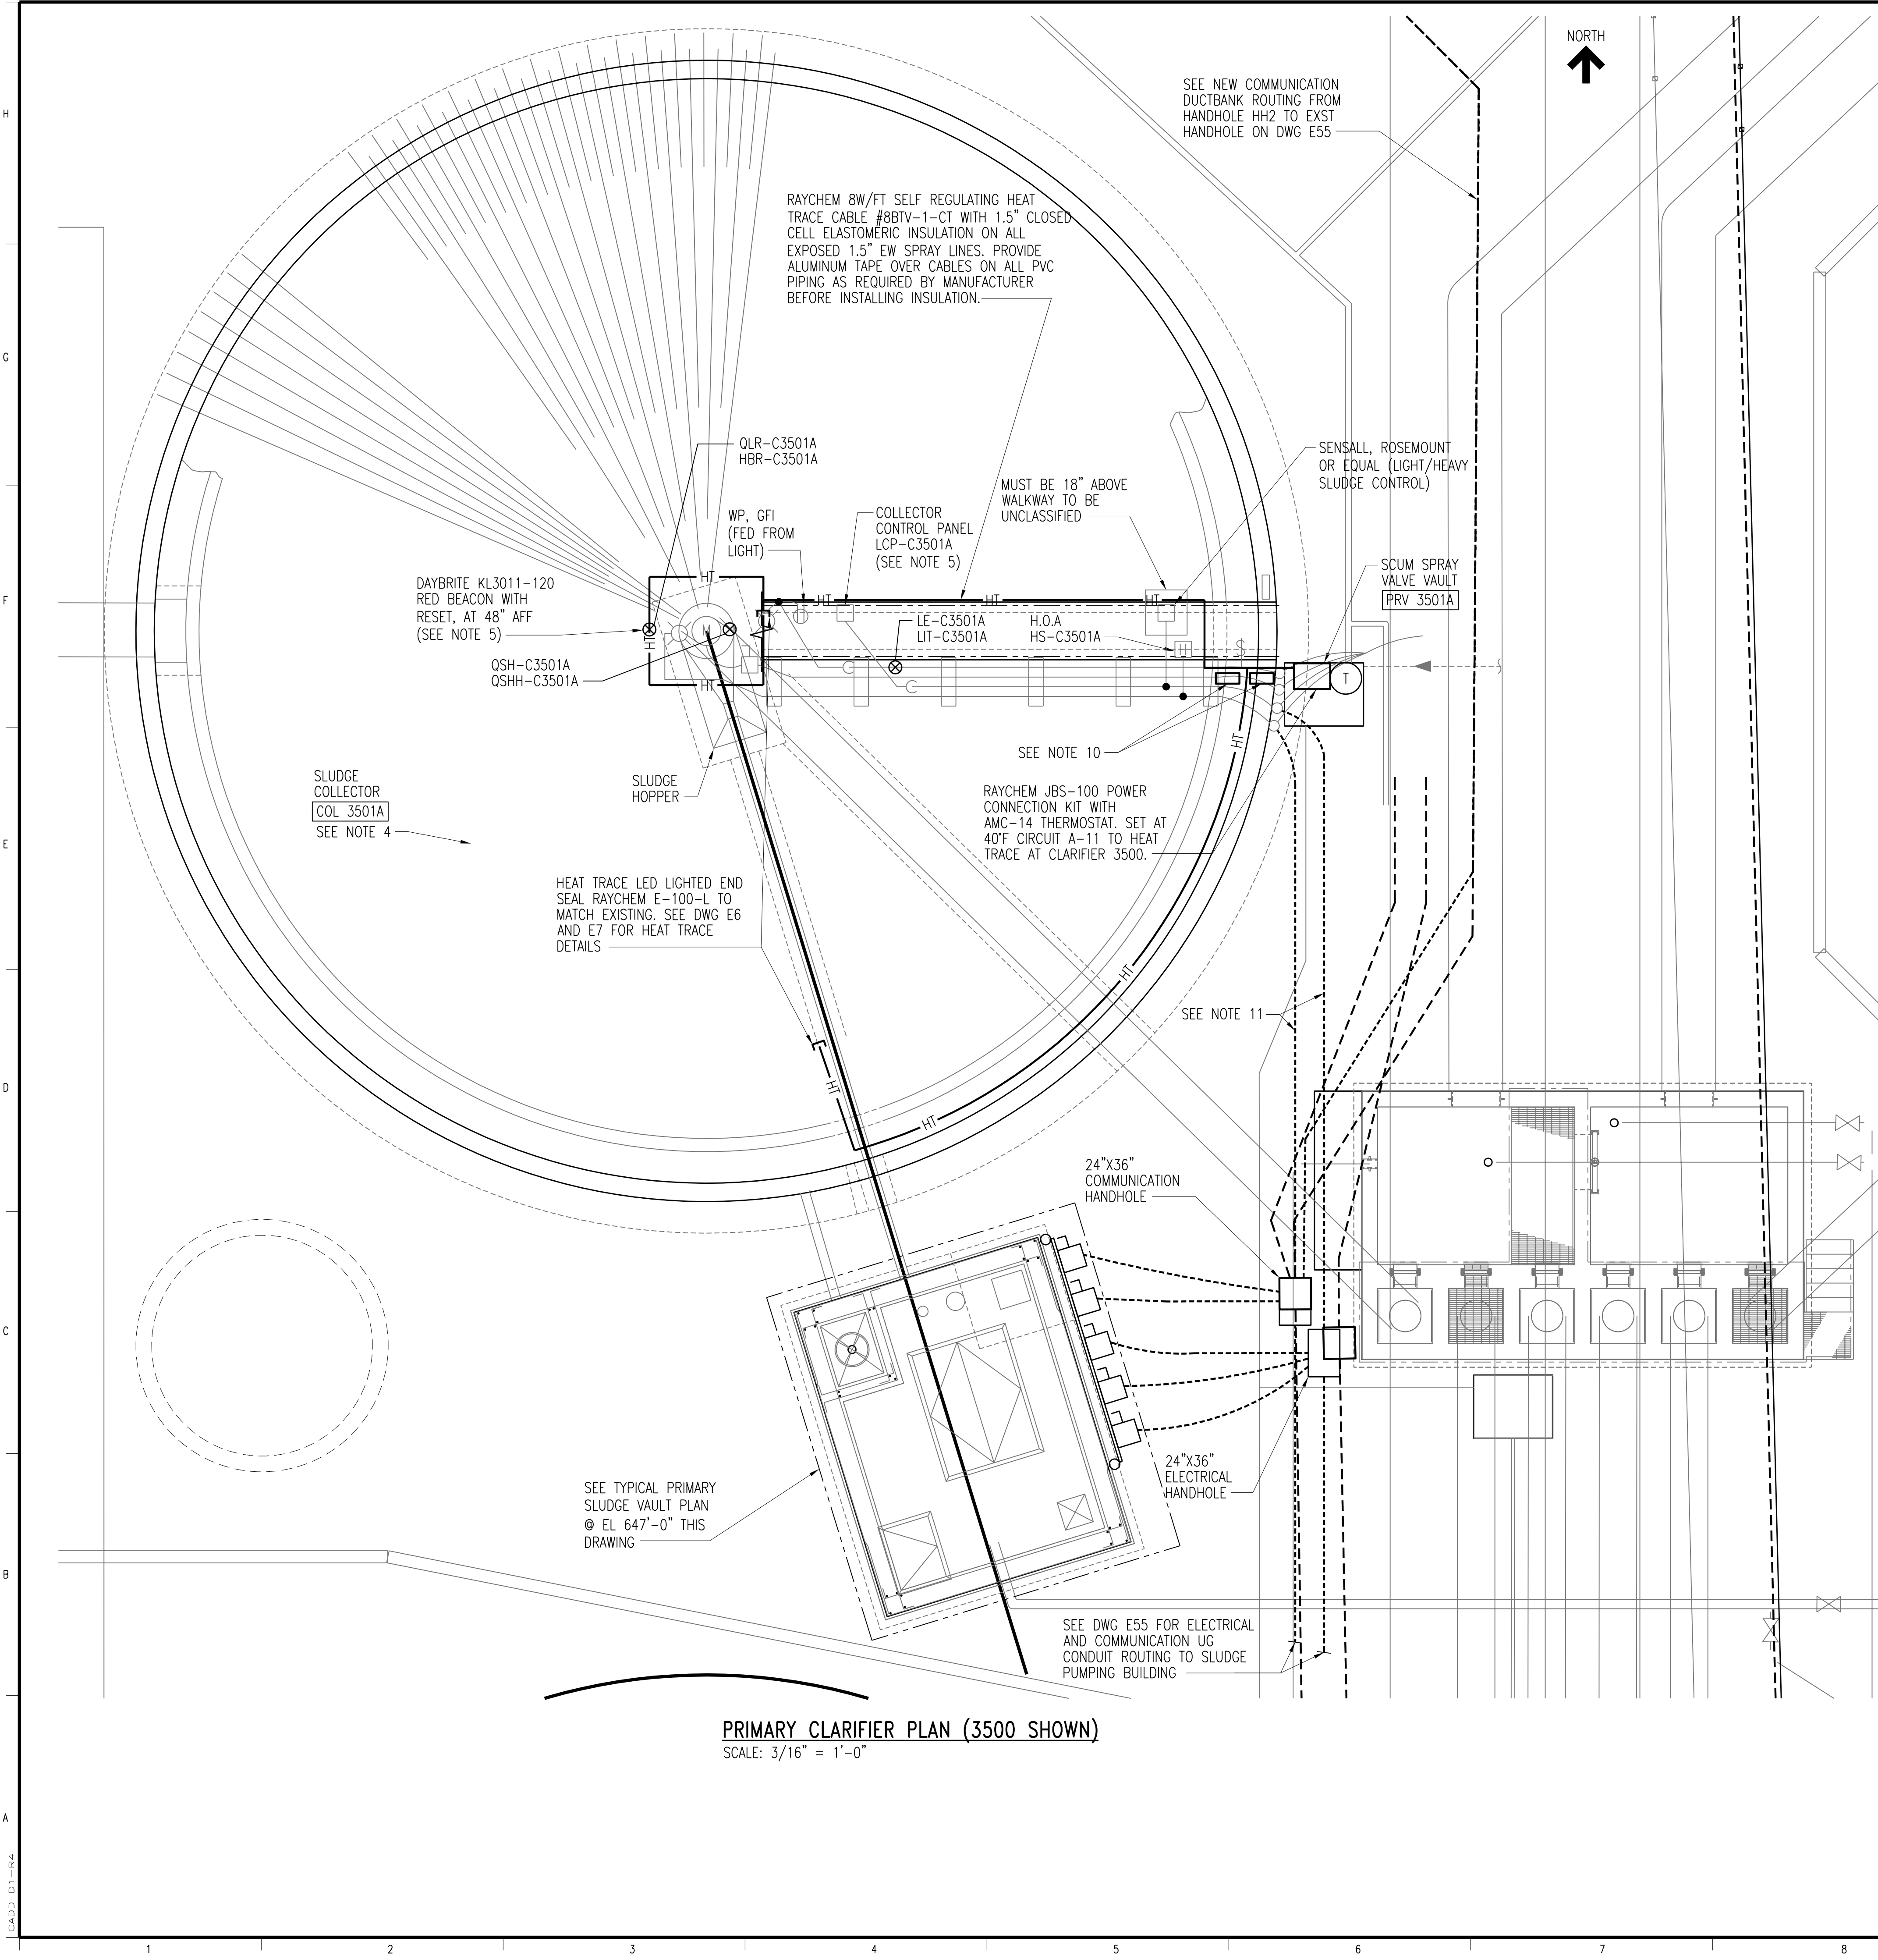 NORTH
SEE NEW COMMUNICATION
DUCTBANK ROUTING FROM
HANDHOLE HH2 TO EXST
HANDHOLE ON DWG E55
RAYCHEM 8W/FT SELF REGULATING HEAT
TRACE CABLE #8BTV-1-CT WITH 1.5" CLOSED
CELL ELASTOMERIC INSULATION ON ALL
EXPOSED 1.5" EW SPRAY LINES. PROVIDE
ALUMINUM TAPE OVER CABLES ON ALL PVC
PIPING AS REQUIRED BY MANUFACTURER
BEFORE INSTALLING INSULATION.
QLR-C3501A
HBR-C3501A
SENSALL, ROSEMOUNT
OR EQUAL (LIGHT/HEAVY
SLUDGE CONTROL)
MUST BE 18" ABOVE
WALKWAY TO BE
UNCLASSIFIED
WP, GFI
(FED FROM
LIGHT)
COLLECTOR
CONTROL PANEL
LCP-C3501A
(SEE NOTE 5)
SCUM SPRAY
VALVE VAULT
PRV 3501A
DAYBRITE KL3011-120
RED BEACON WITH
RESET, AT 48" AFF
(SEE NOTE 5)
HT
HT
HT
HT
HT
HT
M
LE-C3501A
LIT-C3501A
H.O.A
HS-C3501A
H
$
T
C
C
QSH-C3501A
QSHH-C3501A
SEE NOTE 10
HT
SLUDGE
COLLECTOR
COL 3501A
SEE NOTE 4
SLUDGE
HOPPER
RAYCHEM JBS-100 POWER
CONNECTION KIT WITH
AMC-14 THERMOSTAT. SET AT
40°F CIRCUIT A-11 TO HEAT
TRACE AT CLARIFIER 3500.
HEAT TRACE LED LIGHTED END
SEAL RAYCHEM E-100-L TO
MATCH EXISTING. SEE DWG E6
AND E7 FOR HEAT TRACE
DETAILS
HT
SEE NOTE 11
HT
HT
24"X36"
COMMUNICATION
HANDHOLE
24"X36"
ELECTRICAL
HANDHOLE
SEE TYPICAL PRIMARY
SLUDGE VAULT PLAN
@ EL 647'-0" THIS
DRAWING
SEE DWG E55 FOR ELECTRICAL
AND COMMUNICATION UG
CONDUIT ROUTING TO SLUDGE
PUMPING BUILDING
PRIMARY CLARIFIER PLAN (3500 SHOWN)
SCALE: 3/16" = 1'-0"
H
G
F
E
D
C
B
A
CADD D1-R4
1 2 3 4 5 6 7 8